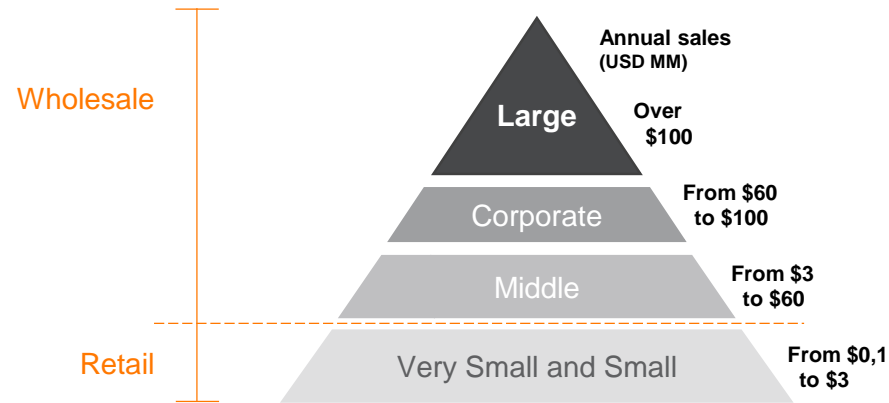 Annual sales
(USD MM)
Wholesale
Large
Over
$100
Corporate
From $60
to $100
Middle
From $3
to $60
Retail
Very Small and Small
From $0,1
to $3